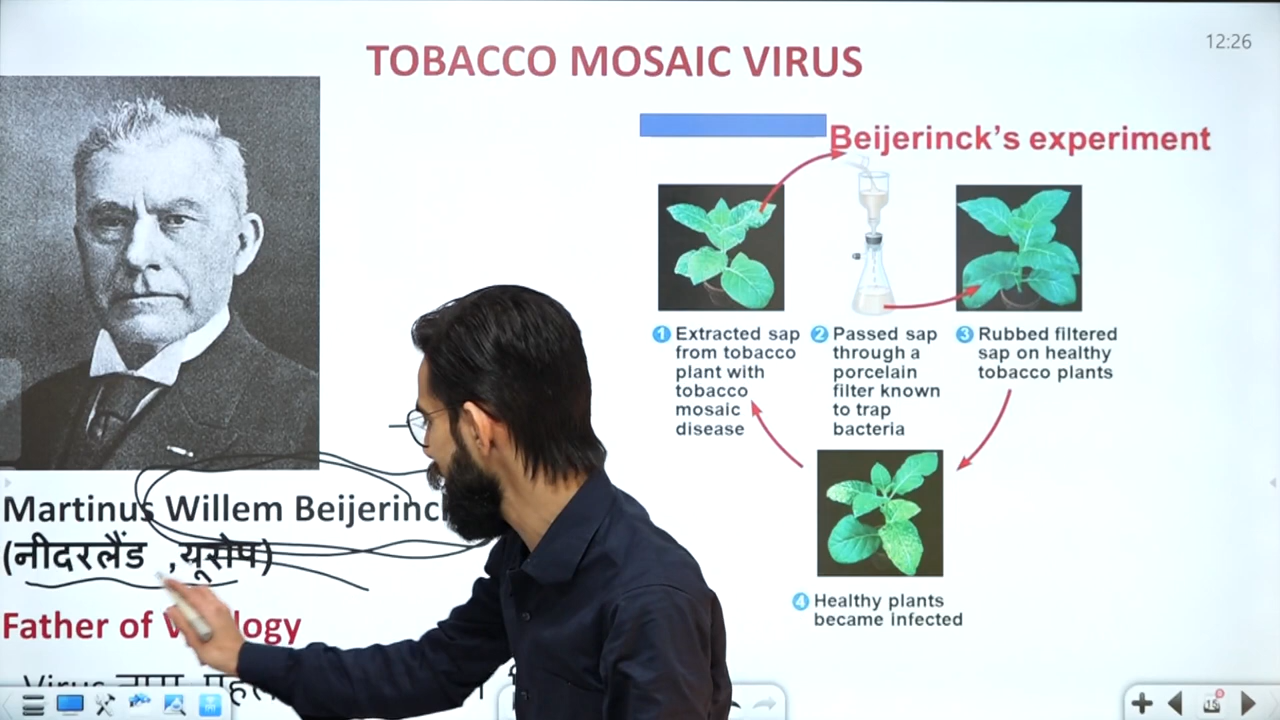 TOBACCO MOSAIC VIRUS
12:26
Beijerinck's experiment
1 Extracted sap
from tobacco
plant with
tobacco
mosaic
disease
2 Passed sap
through a
porcelain
filter known
to trap
bacteria
3 Rubbed filtered
sap on healthy
tobacco plants
4 Healthy plants
became infected
Martinus Willem Beijerinc
(नीदरलैंड ,यूरोप)
Father of V logy
Virus नाम